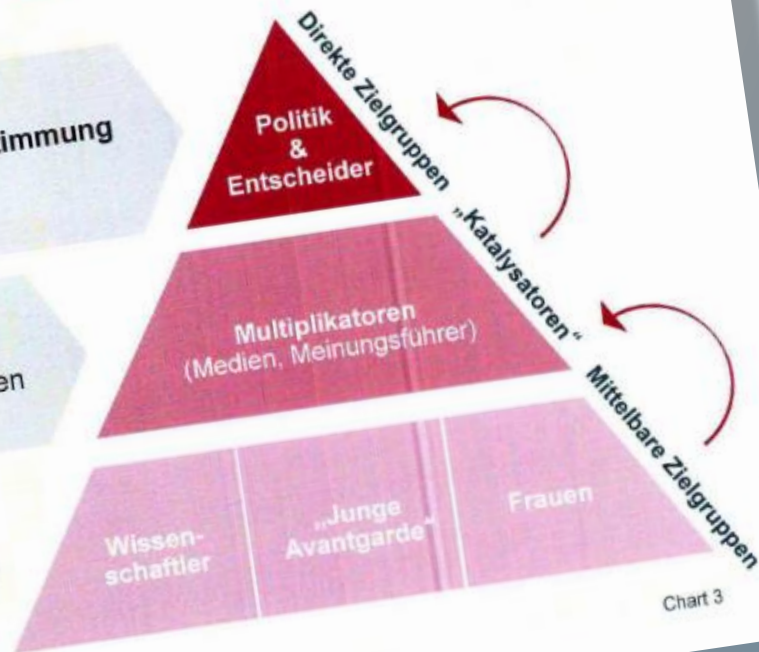 immung
en
Direkte Zielgruppen
Politik
&
Entscheider
„Katalysatoren“
Multiplikatoren
(Medien, Meinungsführer)
Mittelbare Zielgruppen
Wissen-
schaftler
„Junge
Avantgarde“
Frauen
Chart 3